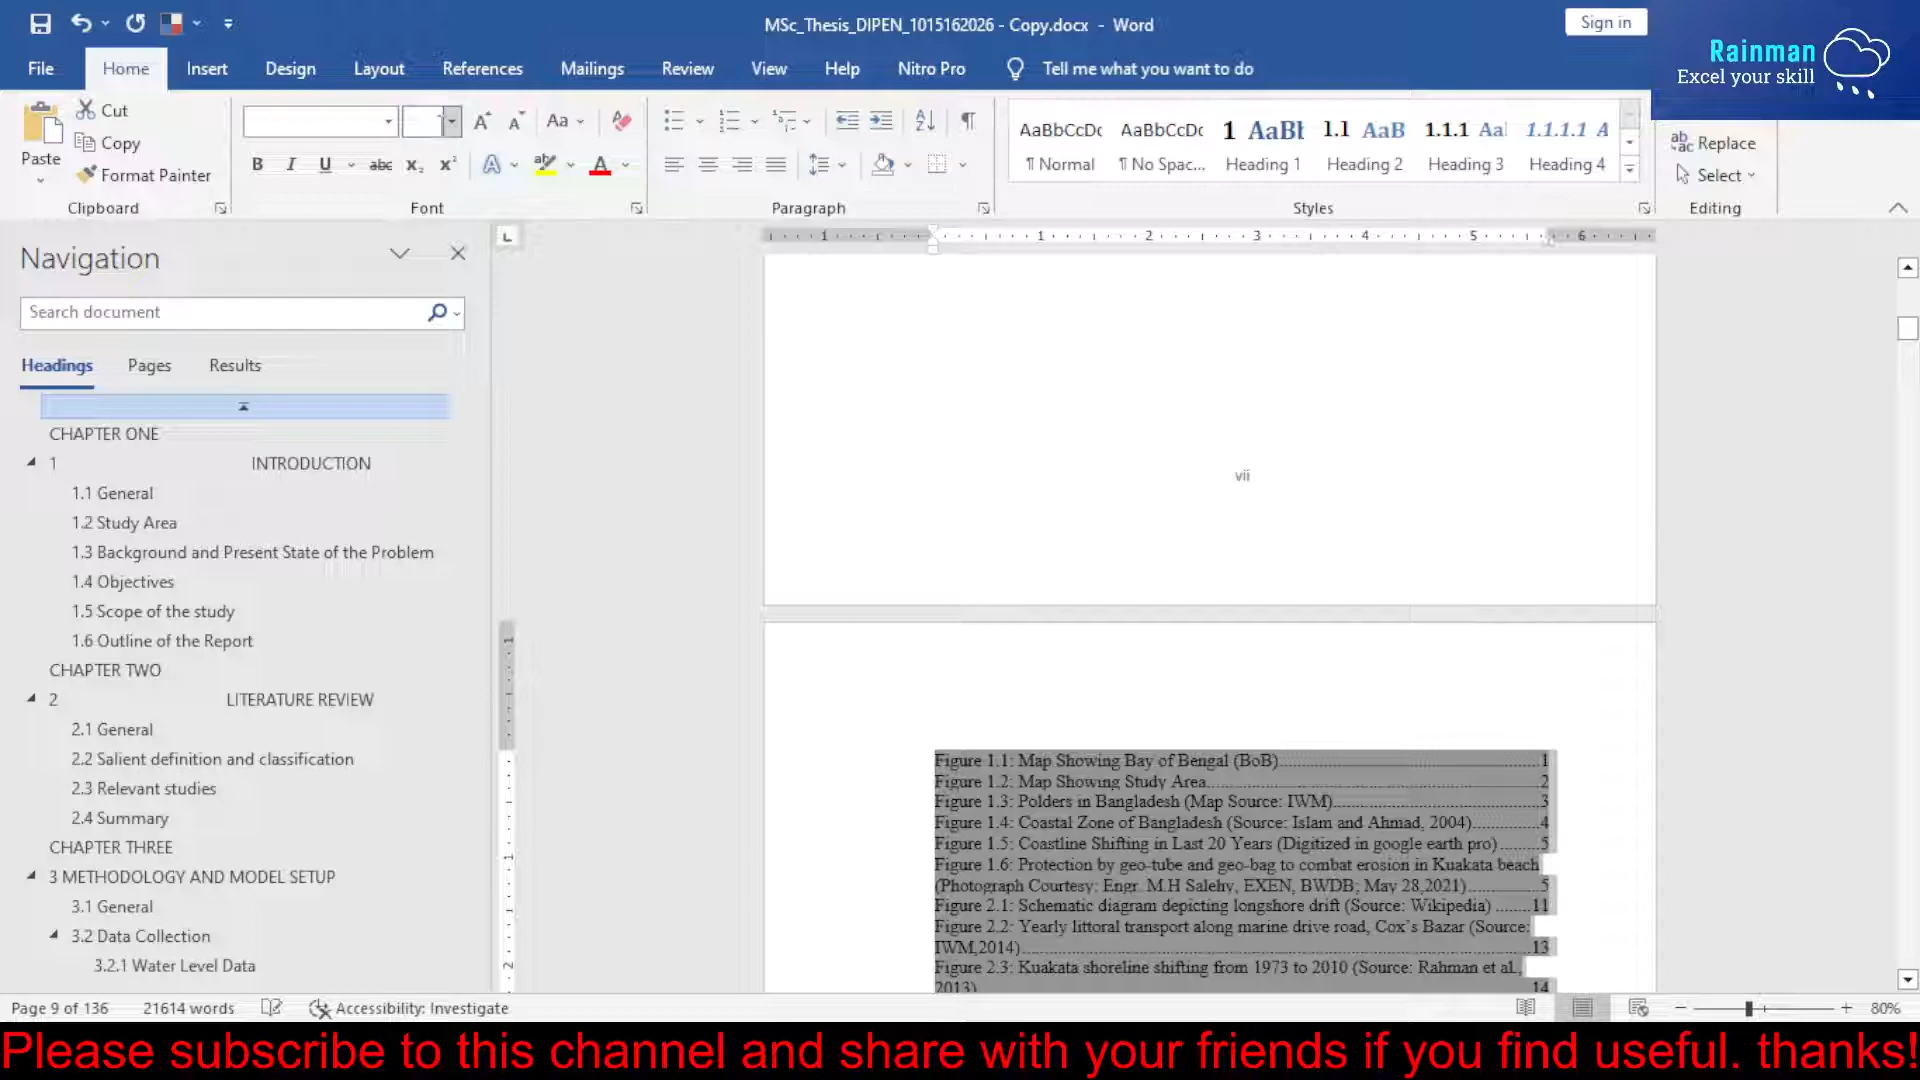 MSc_Thesis_DIPEN_1015162026 - Copy.docx - Word
Sign in
Rainman
Excel your skill
File Home Insert Design Layout References Mailings Review View Help Nitro Pro Tell me what you want to do
Paste
Cut
Copy
Format Painter
Clipboard
Aa
B I U abc x₂ x² A A
Font
Paragraph
AaBbCcDc AaBbCcDc 1 AaBb 1.1 AaB 1.1.1 Aa 1.1.1.1 A
¶ Normal ¶ No Spac... Heading 1 Heading 2 Heading 3 Heading 4
Styles
Replace
Select
Editing
Navigation
Search document
Headings Pages Results
CHAPTER ONE
1 INTRODUCTION
1.1 General
1.2 Study Area
1.3 Background and Present State of the Problem
1.4 Objectives
1.5 Scope of the study
1.6 Outline of the Report
CHAPTER TWO
2 LITERATURE REVIEW
2.1 General
2.2 Salient definition and classification
2.3 Relevant studies
2.4 Summary
CHAPTER THREE
3 METHODOLOGY AND MODEL SETUP
3.1 General
3.2 Data Collection
3.2.1 Water Level Data
1 1 2 3 4 5 6
vii
Figure 1.1: Map Showing Bay of Bengal (BoB)..........1
Figure 1.2: Map Showing Study Area..........2
Figure 1.3: Polders in Bangladesh (Map Source: IWM)..........3
Figure 1.4: Coastal Zone of Bangladesh (Source: Islam and Ahmad, 2004)..........4
Figure 1.5: Coastline Shifting in Last 20 Years (Digitized in google earth pro) ..........5
Figure 1.6: Protection by geo-tube and geo-bag to combat erosion in Kuakata beach
(Photograph Courtesy: Engr. M.H Salehy, EXEN, BWDB; May 28,2021)..........5
Figure 2.1: Schematic diagram depicting longshore drift (Source: Wikipedia) ..........11
Figure 2.2: Yearly littoral transport along marine drive road, Cox's Bazar (Source:
IWM,2014)..........13
Figure 2.3: Kuakata shoreline shifting from 1973 to 2010 (Source: Rahman et al.,
2013)..........14
Page 9 of 136 21614 words Accessibility: Investigate 80%
Please subscribe to this channel and share with your friends if you find useful. thanks!